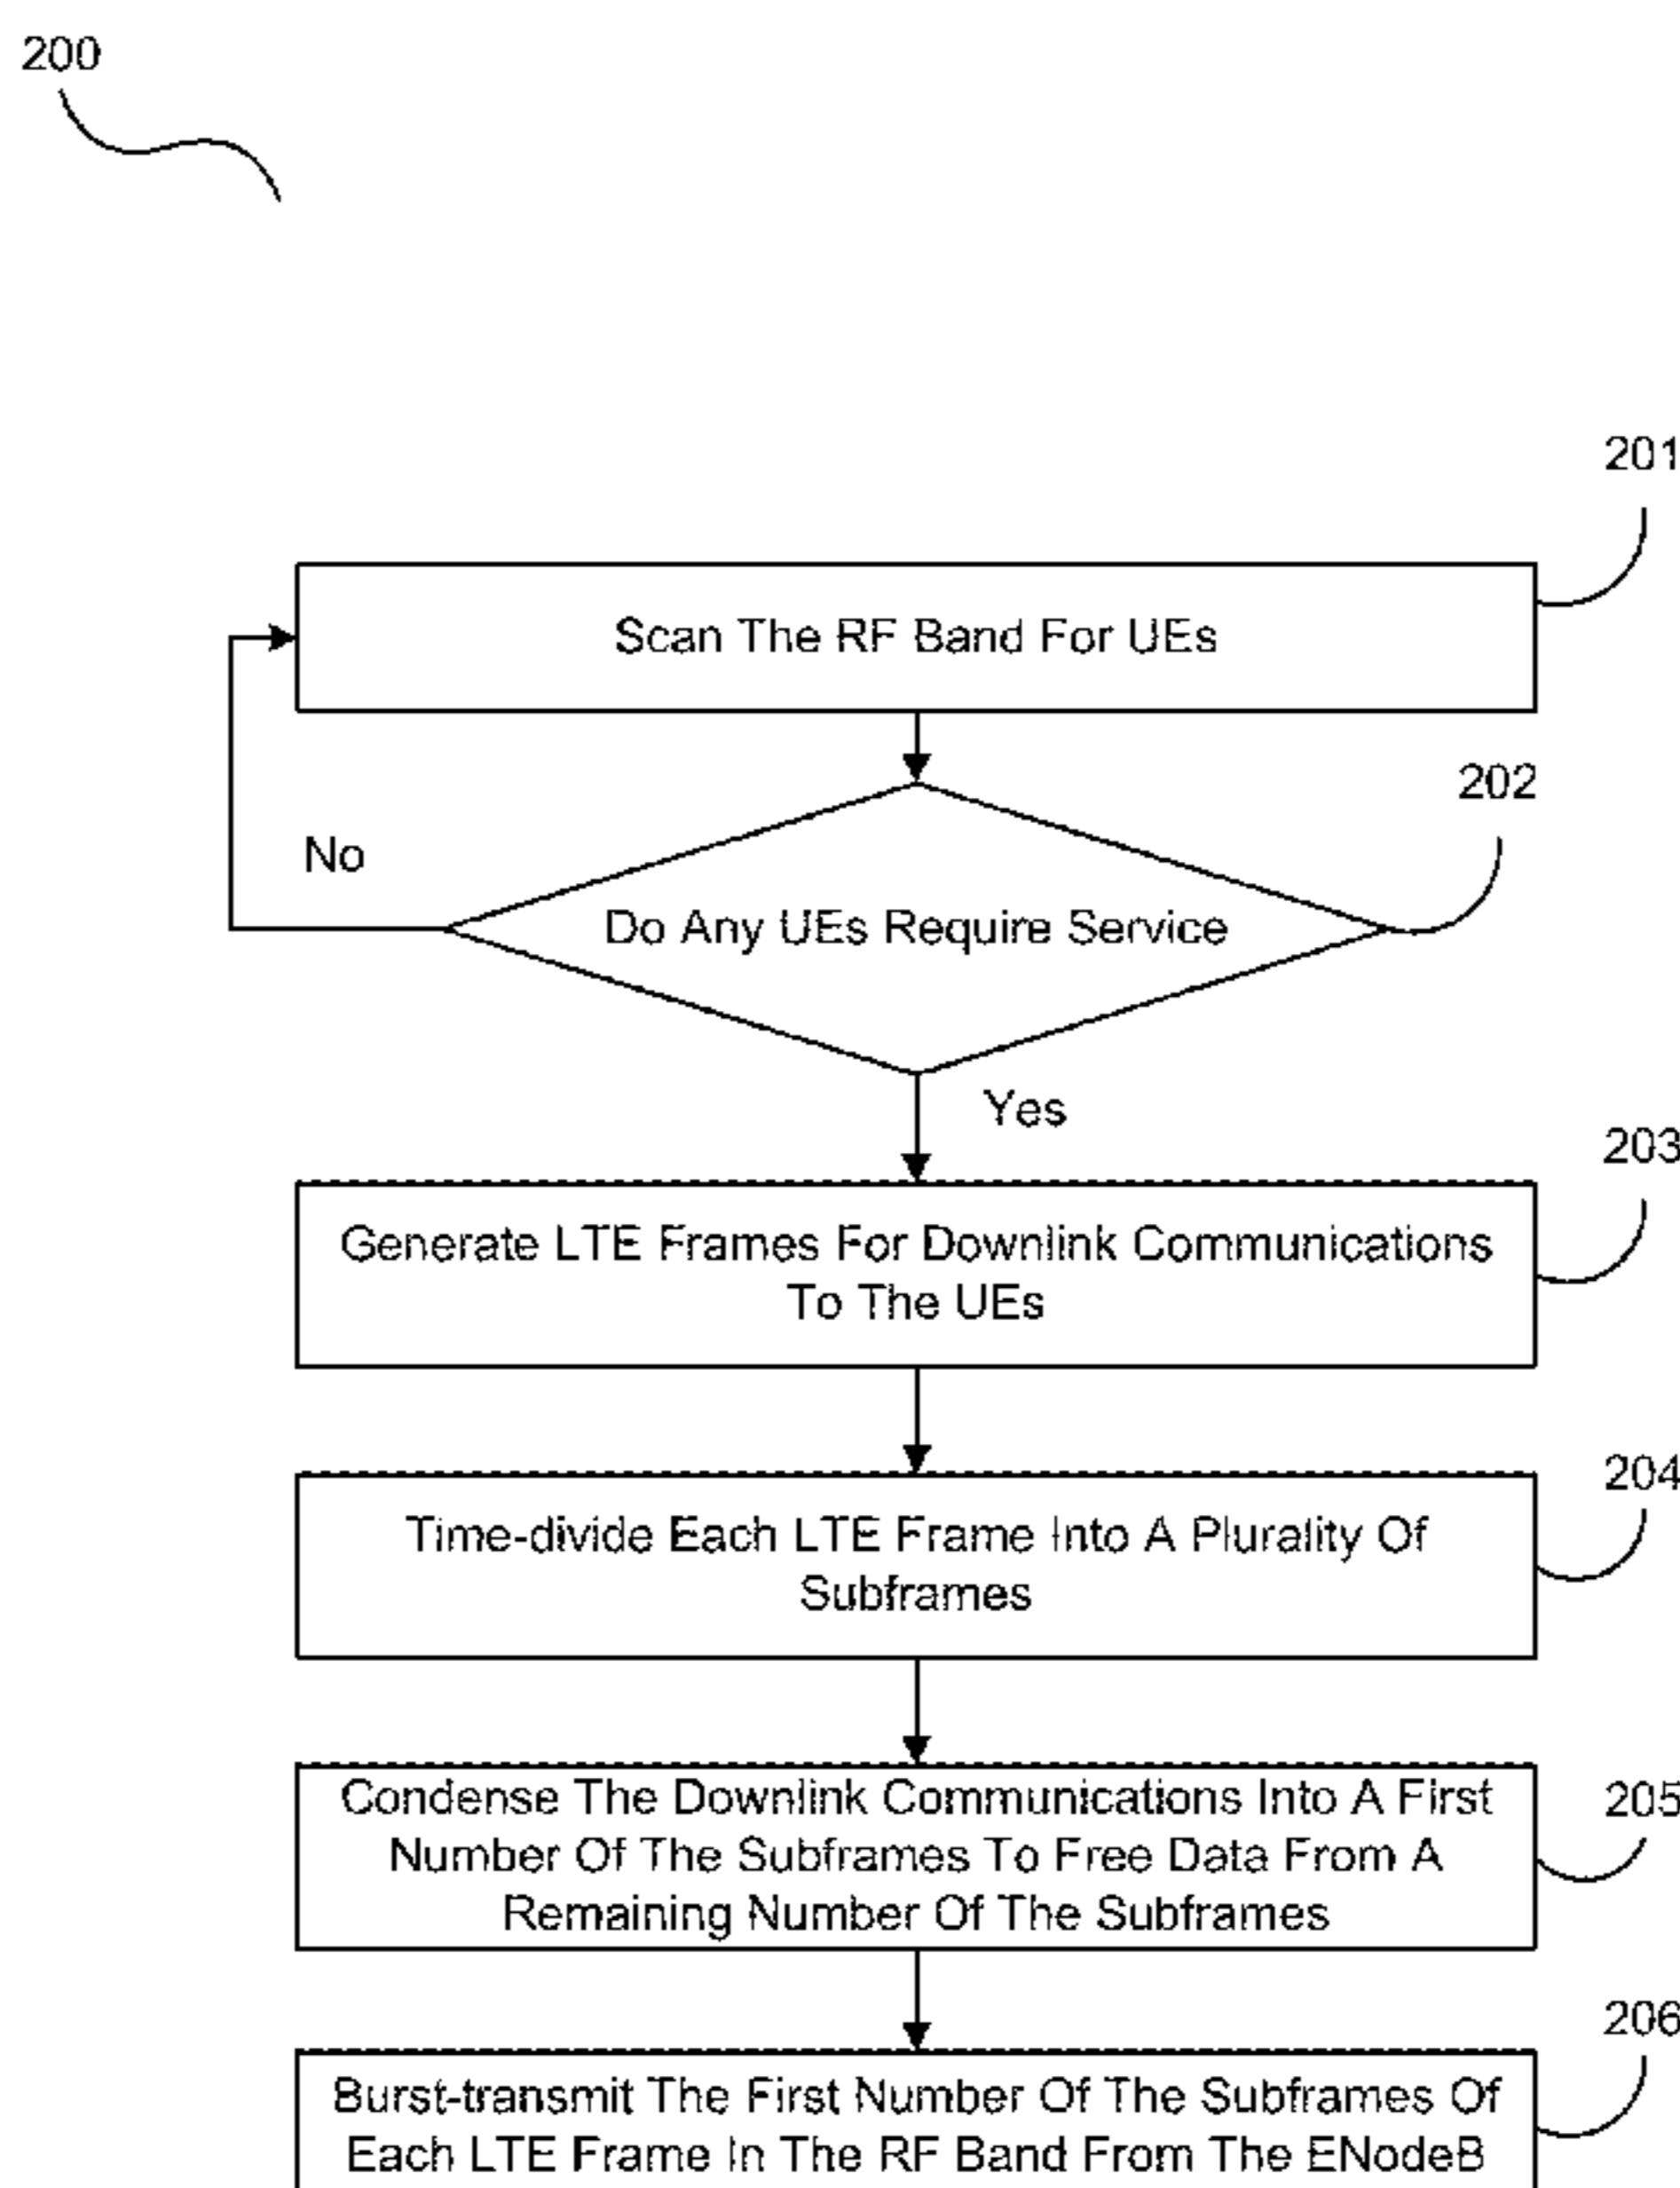 200
201
Scan The RF Band For UEs
202
No
Do Any UEs Require Service
Yes
203
Generate LTE Frames For Downlink Communications
To The UEs
204
Time-divide Each LTE Frame Into A Plurality Of
Subframes
205
Condense The Downlink Communications Into A First
Number Of The Subframes To Free Data From A
Remaining Number Of The Subframes
206
Burst-transmit The First Number Of The Subframes Of
Each LTE Frame In The RF Band From The ENodeB